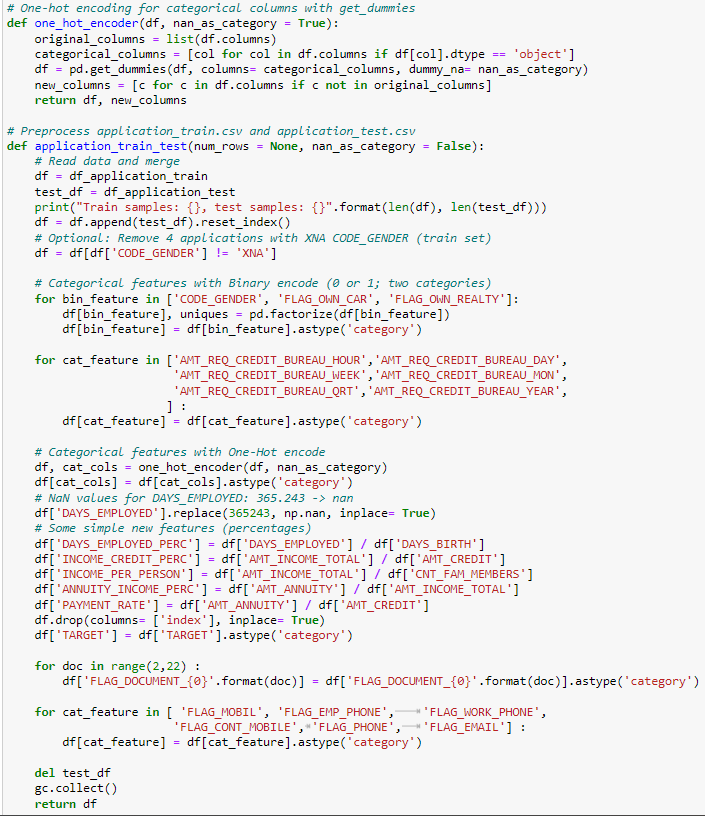 # One-hot encoding for categorical columns with get_dummies
def one_hot_encoder(df, nan_as_category = True):
    original_columns = list(df.columns)
    categorical_columns = [col for col in df.columns if df[col].dtype == 'object']
    df = pd.get_dummies(df, columns= categorical_columns, dummy_na= nan_as_category)
    new_columns = [c for c in df.columns if c not in original_columns]
    return df, new_columns

# Preprocess application_train.csv and application_test.csv
def application_train_test(num_rows = None, nan_as_category = False):
    # Read data and merge
    df = df_application_train
    test_df = df_application_test
    print("Train samples: {}, test samples: {}".format(len(df), len(test_df)))
    df = df.append(test_df).reset_index()
    # Optional: Remove 4 applications with XNA CODE_GENDER (train set)
    df = df[df['CODE_GENDER'] != 'XNA']

    # Categorical features with Binary encode (0 or 1; two categories)
    for bin_feature in ['CODE_GENDER', 'FLAG_OWN_CAR', 'FLAG_OWN_REALTY']:
        df[bin_feature], uniques = pd.factorize(df[bin_feature])
        df[bin_feature] = df[bin_feature].astype('category')

    for cat_feature in ['AMT_REQ_CREDIT_BUREAU_HOUR','AMT_REQ_CREDIT_BUREAU_DAY',
                        'AMT_REQ_CREDIT_BUREAU_WEEK','AMT_REQ_CREDIT_BUREAU_MON',
                        'AMT_REQ_CREDIT_BUREAU_QRT','AMT_REQ_CREDIT_BUREAU_YEAR',
                       ] :
        df[cat_feature] = df[cat_feature].astype('category')

    # Categorical features with One-Hot encode
    df, cat_cols = one_hot_encoder(df, nan_as_category)
    df[cat_cols] = df[cat_cols].astype('category')
    # NaN values for DAYS_EMPLOYED: 365.243 -> nan
    df['DAYS_EMPLOYED'].replace(365243, np.nan, inplace= True)
    # Some simple new features (percentages)
    df['DAYS_EMPLOYED_PERC'] = df['DAYS_EMPLOYED'] / df['DAYS_BIRTH']
    df['INCOME_CREDIT_PERC'] = df['AMT_INCOME_TOTAL'] / df['AMT_CREDIT']
    df['INCOME_PER_PERSON'] = df['AMT_INCOME_TOTAL'] / df['CNT_FAM_MEMBERS']
    df['ANNUITY_INCOME_PERC'] = df['AMT_ANNUITY'] / df['AMT_INCOME_TOTAL']
    df['PAYMENT_RATE'] = df['AMT_ANNUITY'] / df['AMT_CREDIT']
    df.drop(columns= ['index'], inplace= True)
    df['TARGET'] = df['TARGET'].astype('category')

    for doc in range(2,22) :
        df['FLAG_DOCUMENT_{0}'.format(doc)] = df['FLAG_DOCUMENT_{0}'.format(doc)].astype('category')

    for cat_feature in [ 'FLAG_MOBIL', 'FLAG_EMP_PHONE',    'FLAG_WORK_PHONE',
                        'FLAG_CONT_MOBILE', 'FLAG_PHONE',   'FLAG_EMAIL'] :
        df[cat_feature] = df[cat_feature].astype('category')

    del test_df
    gc.collect()
    return df